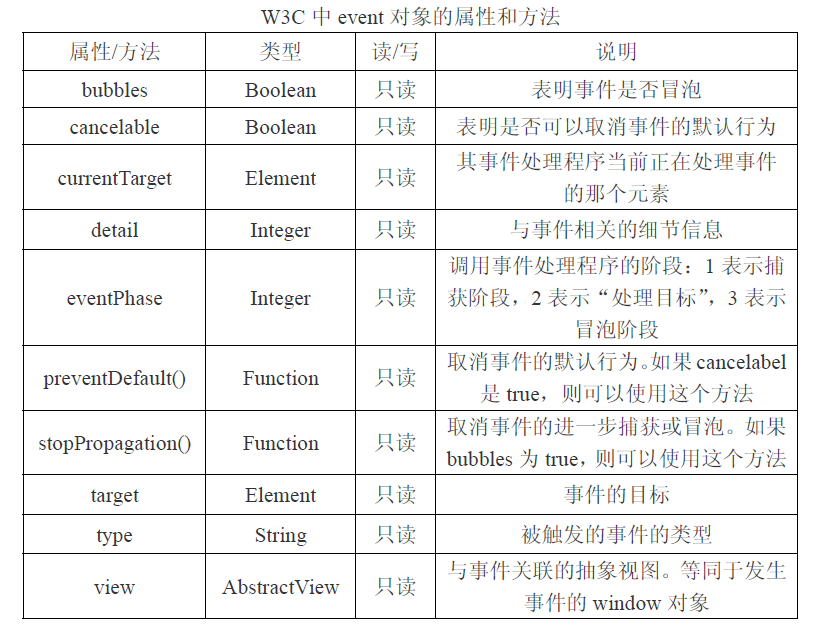 W3C 中 event 对象的属性和方法
属性/方法 类型 读/写 说明
bubbles Boolean 只读 表明事件是否冒泡
cancelable Boolean 只读 表明是否可以取消事件的默认行为
currentTarget Element 只读 其事件处理程序当前正在处理事件
的那个元素
detail Integer 只读 与事件相关的细节信息
eventPhase Integer 只读 调用事件处理程序的阶段：1 表示捕
获阶段，2 表示“处理目标”，3 表示
冒泡阶段
preventDefault() Function 只读 取消事件的默认行为。如果 cancelabel
是 true，则可以使用这个方法
stopPropagation() Function 只读 取消事件的进一步捕获或冒泡。如果
bubbles 为 true，则可以使用这个方法
target Element 只读 事件的目标
type String 只读 被触发的事件的类型
view AbstractView 只读 与事件关联的抽象视图。等同于发生
事件的 window 对象